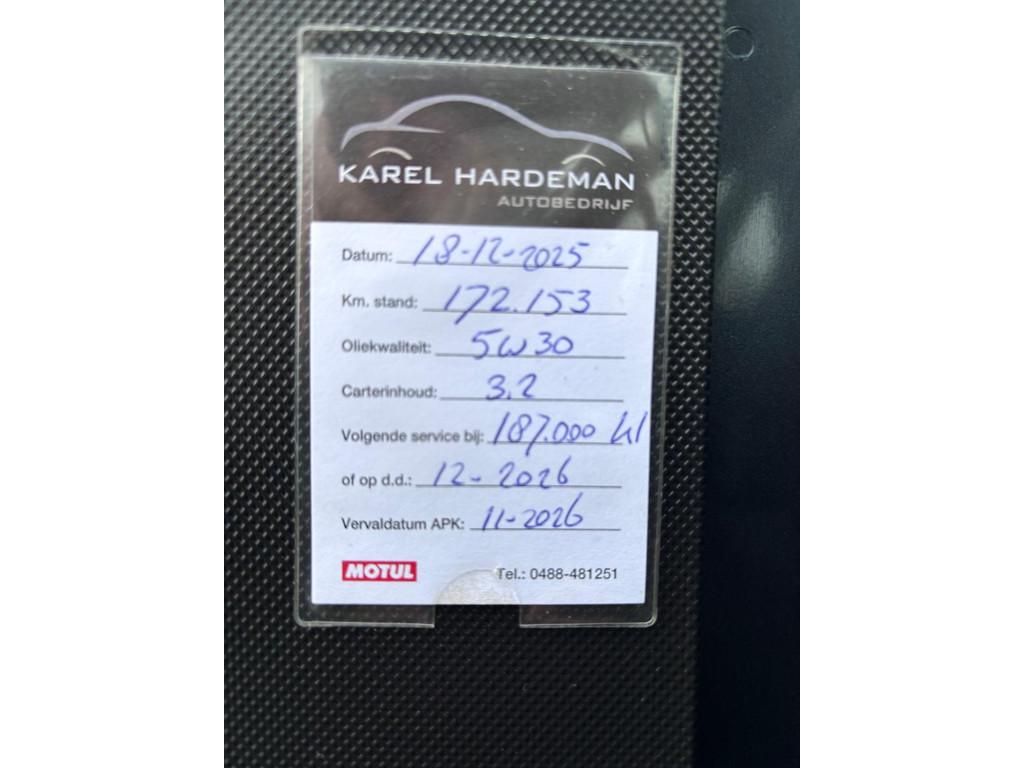 KAREL HARDEMAN
AUTOBEDRIJF
Datum: 18-12-2025
Km. stand: 172.153
Oliekwaliteit: 5W30
Carterinhoud: 3.2
Volgende service bij: 187.000
of op d.d.: 12-2026
Vervaldatum APK: 11-2026
MOTUL Tel.: 0488-481251